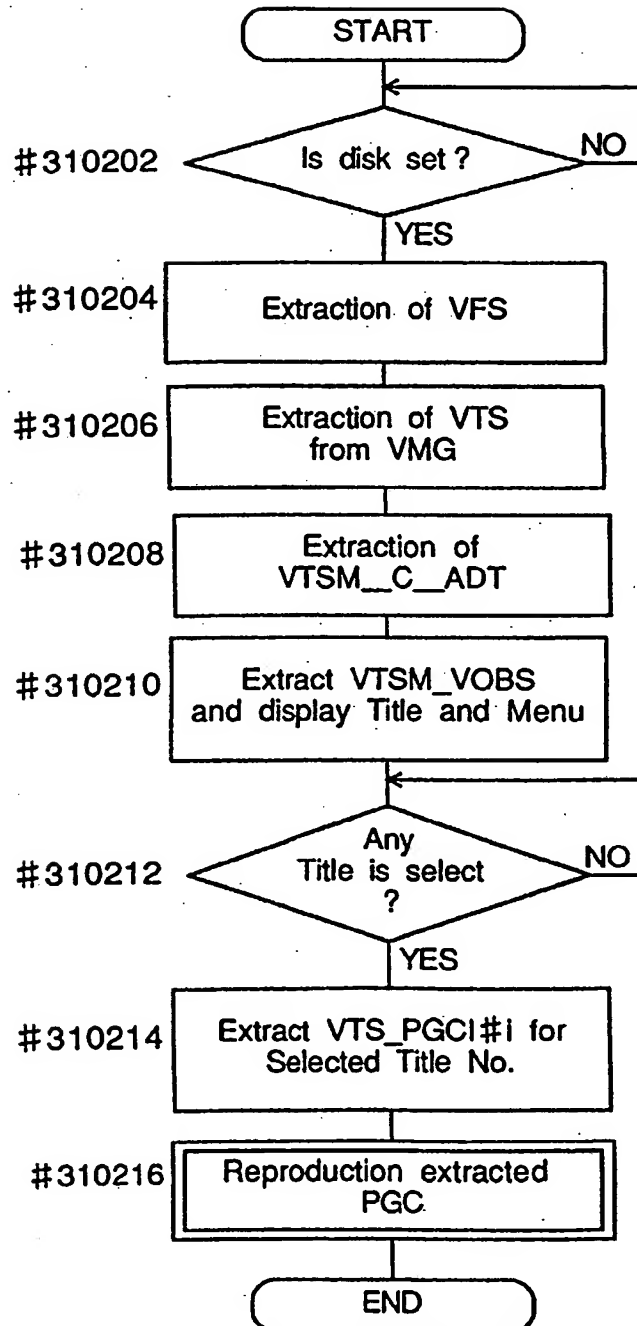 START
#310202
Is disk set ?
NO
YES
#310204
Extraction of VFS
#310206
Extraction of VTS
from VMG
#310208
Extraction of
VTSM__C__ADT
#310210
Extract VTSM_VOBS
and display Title and Menu
Any
#310212
Title is select
NO
?
YES
#310214
Extract VTS_PGCI#i for
Selected Title No.
#310216
Reproduction extracted
PGC
END